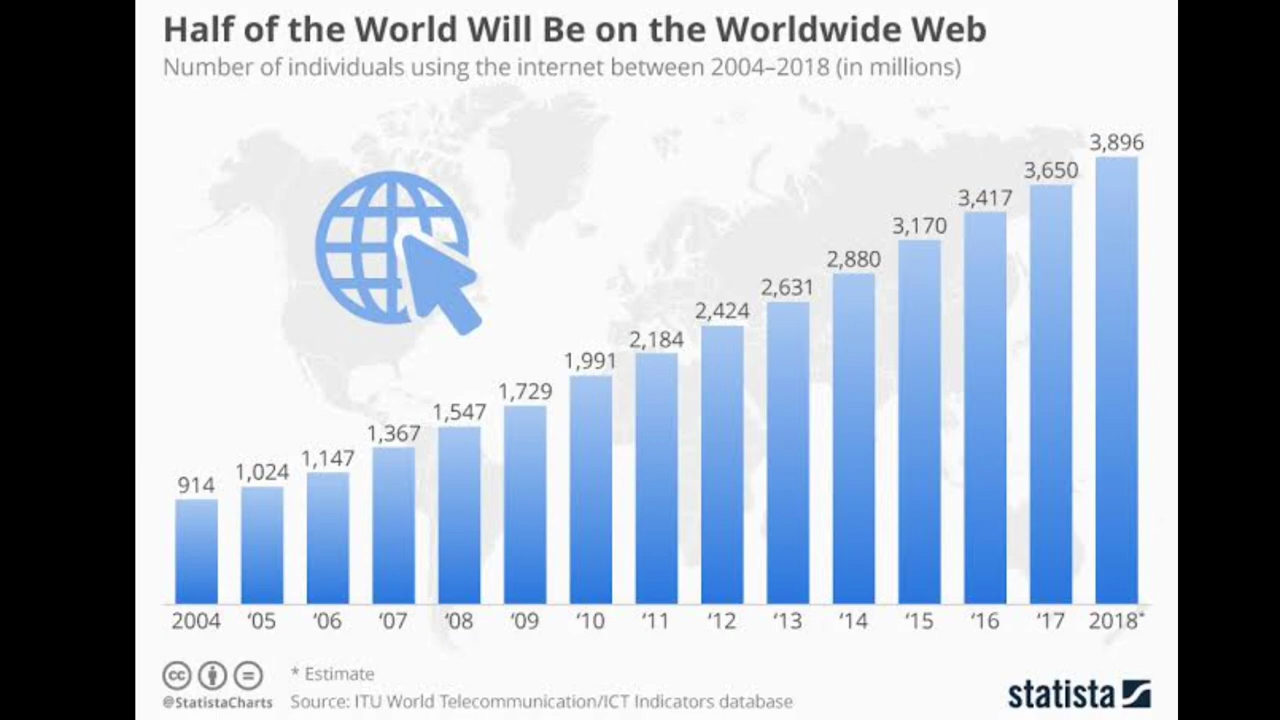 Half of the World Will Be on the Worldwide Web
Number of individuals using the internet between 2004–2018 (in millions)
914 1,024 1,147 1,367 1,547 1,729 1,991 2,184 2,424 2,631 2,880 3,170 3,417 3,650 3,896
2004 ‘05 ‘06 ‘07 ‘08 ‘09 ‘10 ‘11 ‘12 ‘13 ‘14 ‘15 ‘16 ‘17 2018*
cc
* Estimate
@StatistaCharts Source: ITU World Telecommunication/ICT Indicators database
statista